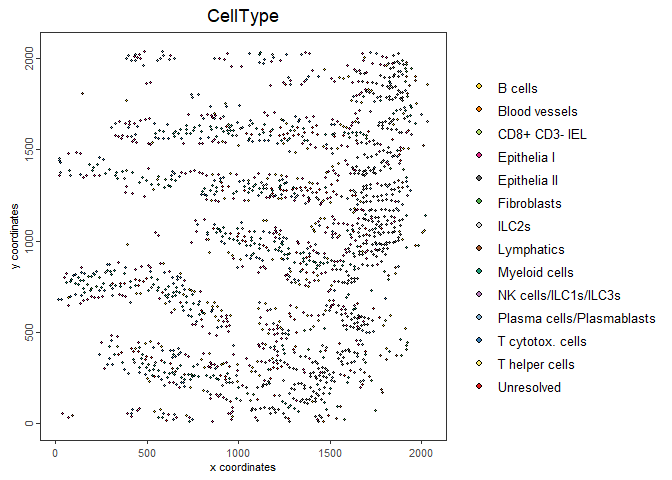 CellType
2000
1500
1000
500
0
y coordinates
0
500
1000
1500
2000
x coordinates
B cells
Blood vessels
CD8+ CD3- IEL
Epithelia I
Epithelia II
Fibroblasts
ILC2s
Lymphatics
Myeloid cells
NK cells/ILC1s/ILC3s
Plasma cells/Plasmablasts
T cytotox. cells
T helper cells
Unresolved